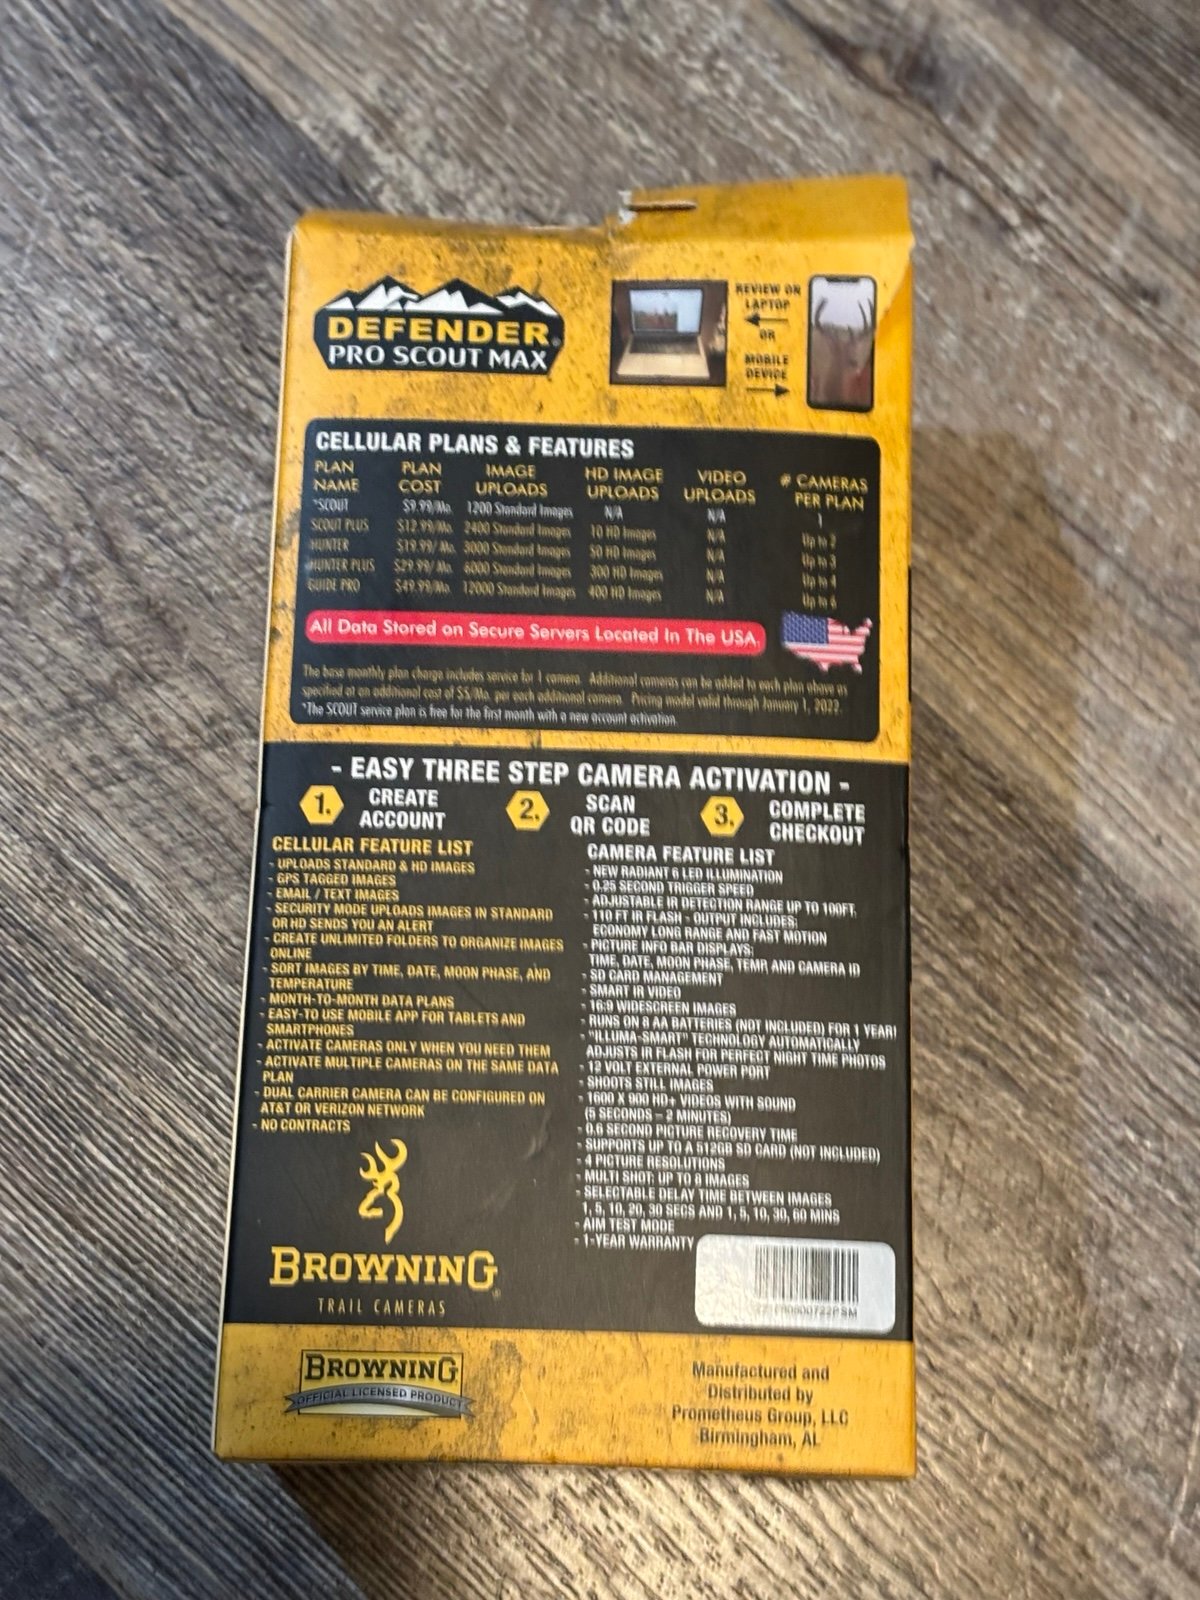 DEFENDER
PRO SCOUT MAX
REVIEW ON
LAPTOP
OR
MOBILE
DEVICE
CELLULAR PLANS & FEATURES
PLAN NAME PLAN COST IMAGE UPLOADS HD IMAGE UPLOADS VIDEO UPLOADS # CAMERAS PER PLAN
*SCOUT $9.99/Mo. 1200 Standard Images N/A N/A 1
SCOUT PLUS $12.99/Mo. 2400 Standard Images 10 HD Images N/A Up to 2
HUNTER $19.99/ Mo. 3000 Standard Images 50 HD Images N/A Up to 3
HUNTER PLUS $29.99/ Mo. 6000 Standard Images 300 HD Images N/A Up to 4
GUIDE PRO $49.99/Mo. 12000 Standard Images 400 HD Images N/A Up to 6
All Data Stored on Secure Servers Located In The USA.
The base monthly plan charge includes service for 1 camera. Additional cameras can be added to each plan above as
specified at an additional cost of $5/Mo. per each additional camera. Pricing model valid through January 1, 2022.
*The SCOUT service plan is free for the first month with a new account activation.
- EASY THREE STEP CAMERA ACTIVATION -
1. CREATE ACCOUNT
2. SCAN QR CODE
3. COMPLETE CHECKOUT
CELLULAR FEATURE LIST
- UPLOADS STANDARD & HD IMAGES
- GPS TAGGED IMAGES
- EMAIL / TEXT IMAGES
- SECURITY MODE UPLOADS IMAGES IN STANDARD
OR HD SENDS YOU AN ALERT
- CREATE UNLIMITED FOLDERS TO ORGANIZE IMAGES
ONLINE
- SORT IMAGES BY TIME, DATE, MOON PHASE, AND
TEMPERATURE
- MONTH-TO-MONTH DATA PLANS
- EASY-TO USE MOBILE APP FOR TABLETS AND
SMARTPHONES
- ACTIVATE CAMERAS ONLY WHEN YOU NEED THEM
- ACTIVATE MULTIPLE CAMERAS ON THE SAME DATA
PLAN
- DUAL CARRIER CAMERA CAN BE CONFIGURED ON
AT&T OR VERIZON NETWORK
- NO CONTRACTS
CAMERA FEATURE LIST
- NEW RADIANT 6 LED ILLUMINATION
- 0.25 SECOND TRIGGER SPEED
- ADJUSTABLE IR DETECTION RANGE UP TO 100FT.
- 110 FT IR FLASH - OUTPUT INCLUDES:
ECONOMY LONG RANGE AND FAST MOTION
- PICTURE INFO BAR DISPLAYS:
TIME, DATE, MOON PHASE, TEMP, AND CAMERA ID
- SD CARD MANAGEMENT
- SMART IR VIDEO
- 16:9 WIDESCREEN IMAGES
- RUNS ON 8 AA BATTERIES (NOT INCLUDED) FOR 1 YEAR!
- "ILLUMA-SMART" TECHNOLOGY AUTOMATICALLY
ADJUSTS IR FLASH FOR PERFECT NIGHT TIME PHOTOS
- 12 VOLT EXTERNAL POWER PORT
- SHOOTS STILL IMAGES
- 1600 X 900 HD+ VIDEOS WITH SOUND
(5 SECONDS – 2 MINUTES)
- 0.6 SECOND PICTURE RECOVERY TIME
- SUPPORTS UP TO A 512GB SD CARD (NOT INCLUDED)
- 4 PICTURE RESOLUTIONS
- MULTI SHOT: UP TO 8 IMAGES
- SELECTABLE DELAY TIME BETWEEN IMAGES
1, 5, 10, 20, 30 SECS AND 1, 5, 10, 30, 60 MINS
- AIM TEST MODE
- 1-YEAR WARRANTY
BROWNING
TRAIL CAMERAS
BROWNING
OFFICIAL LICENSED PRODUCT
Manufactured and
Distributed by
Prometheus Group, LLC
Birmingham, AL